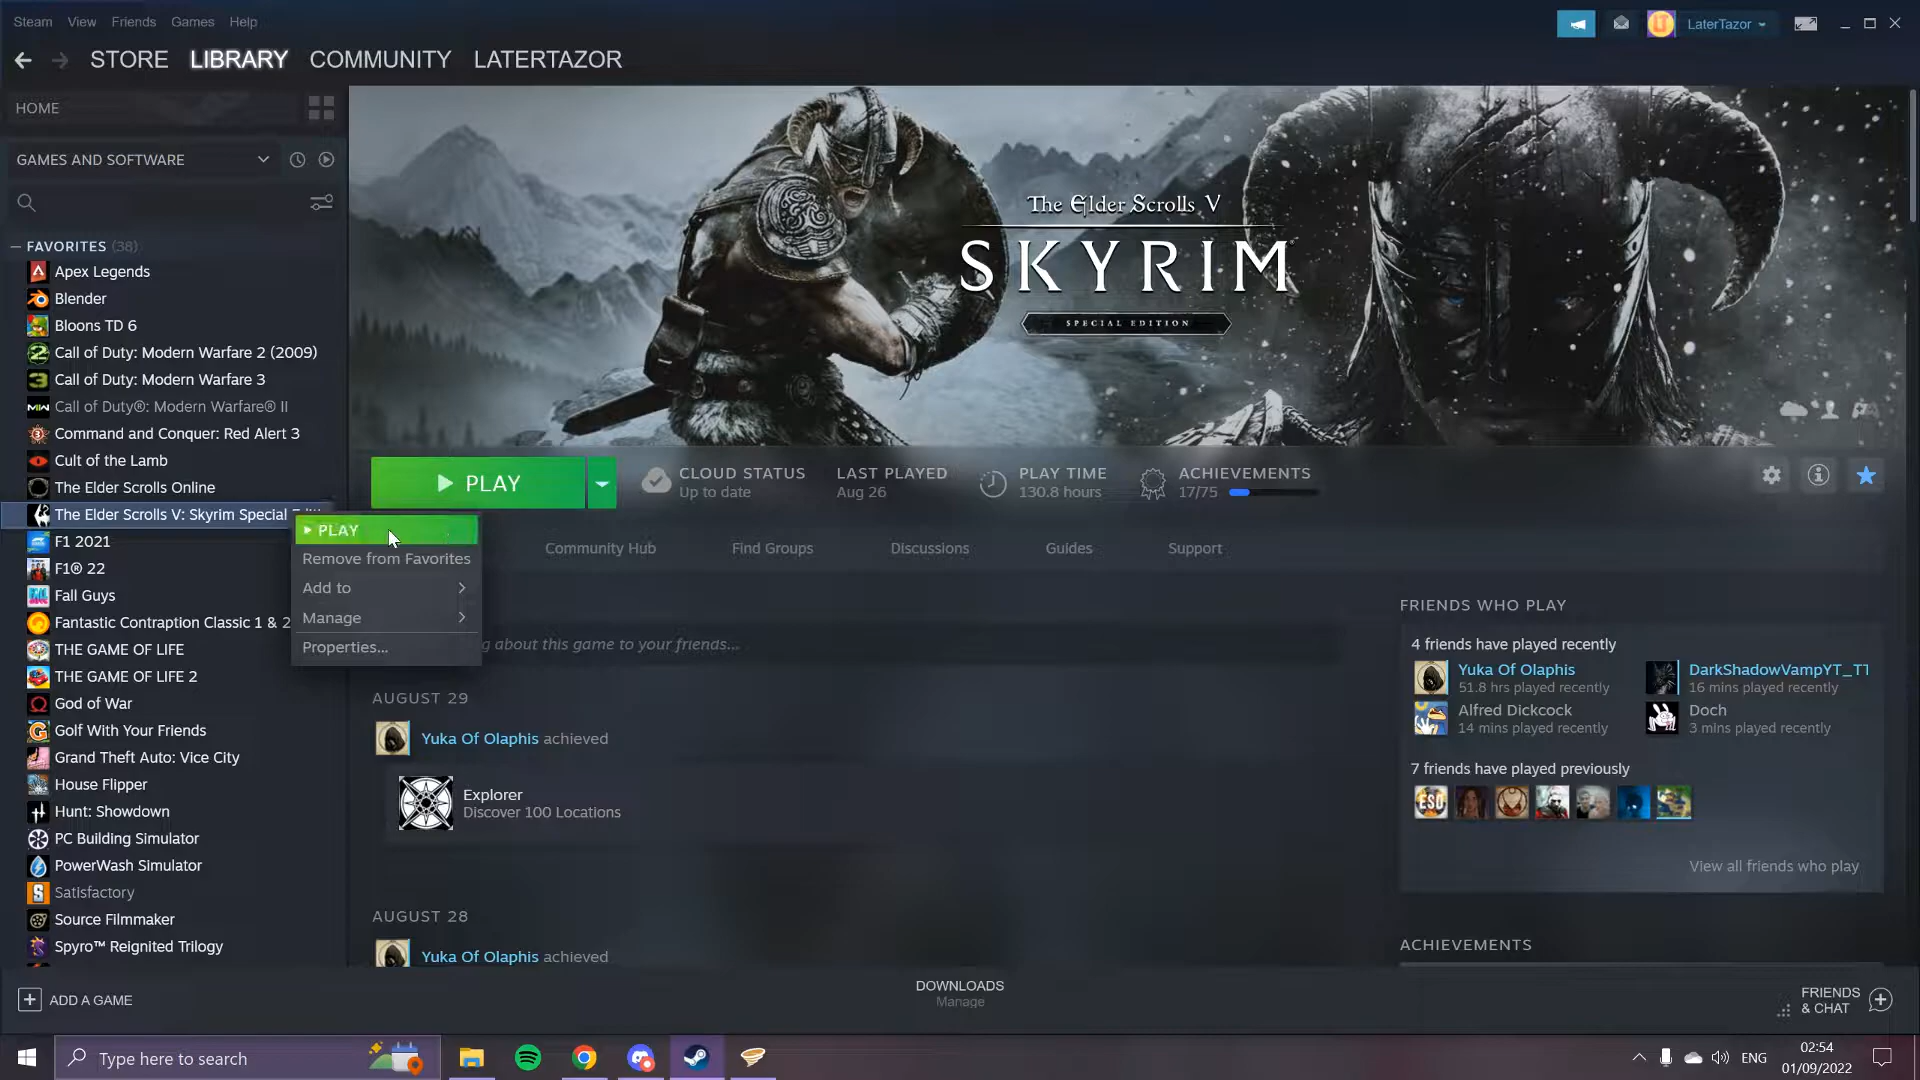 Steam View Friends Games Help
LaterTazor
STORE LIBRARY COMMUNITY LATERTAZOR
HOME
GAMES AND SOFTWARE
FAVORITES (38)
Apex Legends
Blender
Bloons TD 6
Call of Duty: Modern Warfare 2 (2009)
Call of Duty: Modern Warfare 3
Call of Duty®: Modern Warfare® II
Command and Conquer: Red Alert 3
Cult of the Lamb
The Elder Scrolls Online
The Elder Scrolls V: Skyrim Special
F1 2021
F1® 22
Fall Guys
Fantastic Contraption Classic 1 & 2
THE GAME OF LIFE
THE GAME OF LIFE 2
God of War
Golf With Your Friends
Grand Theft Auto: Vice City
House Flipper
Hunt: Showdown
PC Building Simulator
PowerWash Simulator
Satisfactory
Source Filmmaker
Spyro™ Reignited Trilogy
ADD A GAME
PLAY
Remove from Favorites
Add to
Manage
Properties...
The Elder Scrolls V
SKYRIM
SPECIAL EDITION
PLAY
CLOUD STATUS
Up to date
LAST PLAYED
Aug 26
PLAY TIME
130.8 hours
ACHIEVEMENTS
17/75
Community Hub Find Groups Discussions Guides Support
g about this game to your friends...
AUGUST 29
Yuka Of Olaphis achieved
Explorer
Discover 100 Locations
AUGUST 28
Yuka Of Olaphis achieved
FRIENDS WHO PLAY
4 friends have played recently
Yuka Of Olaphis
51.8 hrs played recently
DarkShadowVampYT_TT
16 mins played recently
Alfred Dickcock
14 mins played recently
Doch
3 mins played recently
7 friends have played previously
ESO
View all friends who play
ACHIEVEMENTS
DOWNLOADS
Manage
FRIENDS
& CHAT
Type here to search
ENG
02:54
01/09/2022